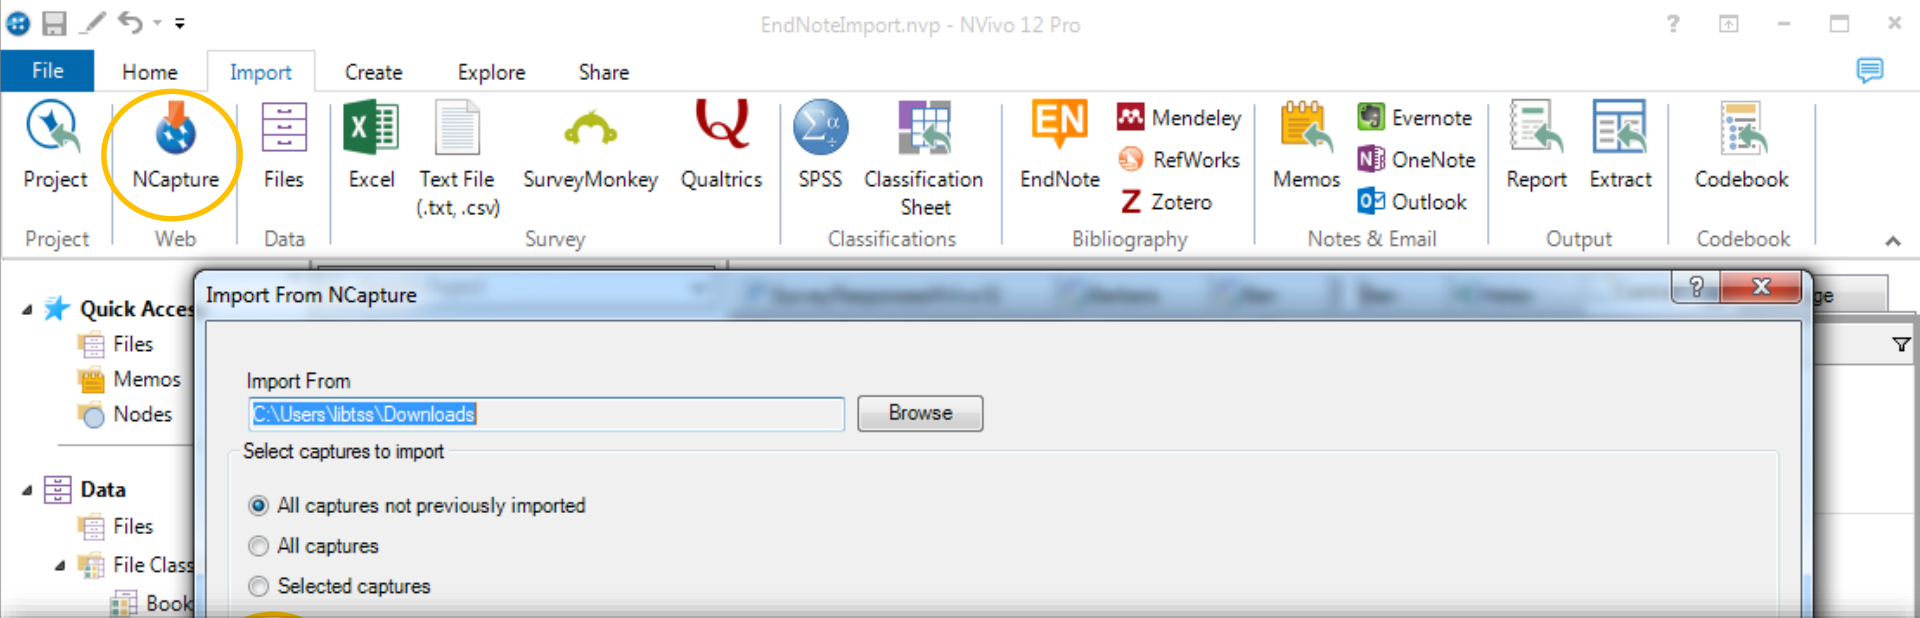 EndNoteImport.nvp - NVivo 12 Pro
File Home Import Create Explore Share
Project NCapture Files Excel Text File (.txt, .csv) SurveyMonkey Qualtrics SPSS Classification Sheet EndNote Mendeley RefWorks Zotero Memos Evernote OneNote Outlook Report Extract Codebook
Project Web Data Survey Classifications Bibliography Notes & Email Output Codebook
Import From NCapture
Quick Acces
Files
Memos
Nodes
Data
Files
File Class
Book
Import From
C:\Users\libtss\Downloads
Browse
Select captures to import
All captures not previously imported
All captures
Selected captures